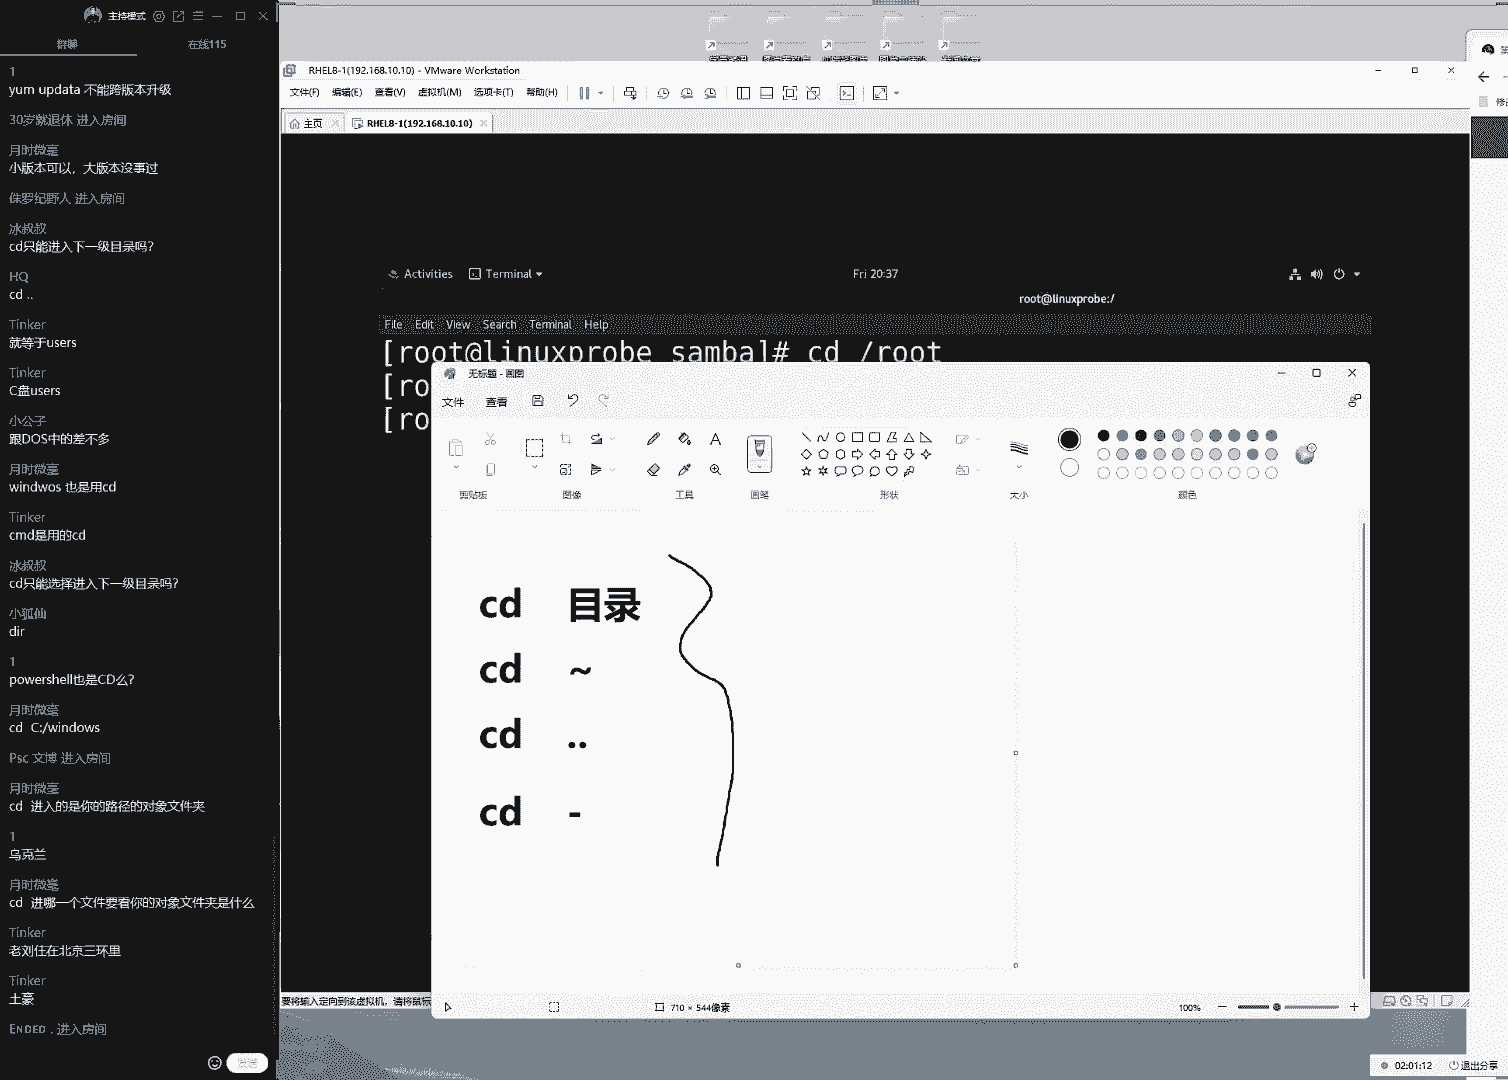 主持模式
群聊
在线115
1
yum updata 不能跨版本升级
30岁就退休 进入房间
月时微毫
小版本可以，大版本没事过
侏罗纪野人 进入房间
冰叔叔
cd只能进入下一级目录吗？
HQ
cd ..
Tinker
就等于users
Tinker
C盘users
小公子
跟DOS中的差不多
月时微毫
windwos 也是用cd
Tinker
cmd是用的cd
冰叔叔
cd只能选择进入下一级目录吗？
小狐仙
dir
1
powershell也是CD么？
月时微毫
cd C:/windows
Psc 文博 进入房间
月时微毫
cd 进入的是你的路径的对象文件夹
1
乌克兰
月时微毫
cd 进哪一个文件要看你的对象文件夹是什么
Tinker
老刘住在北京三环里
Tinker
土豪
ENDED . 进入房间
发送
RHEL8-1(192.168.10.10) - VMware Workstation
文件(F) 编辑(E) 查看(V) 虚拟机(M) 选项卡(T) 帮助(H)
主页 RHEL8-1(192.168.10.10)
Activities Terminal Fri 20:37
root@linuxprobe:/
File Edit View Search Terminal Help
[root@linuxprobe samba]# cd /root
[ro
[ro
无标题 - 画图
文件 查看
剪贴板 图像 工具 画笔 形状 大小 颜色
cd 目录
cd ~
cd ..
cd -
710 × 544像素 100%
要将输入定向到该虚拟机，请将鼠标
02:01:12 退出分享